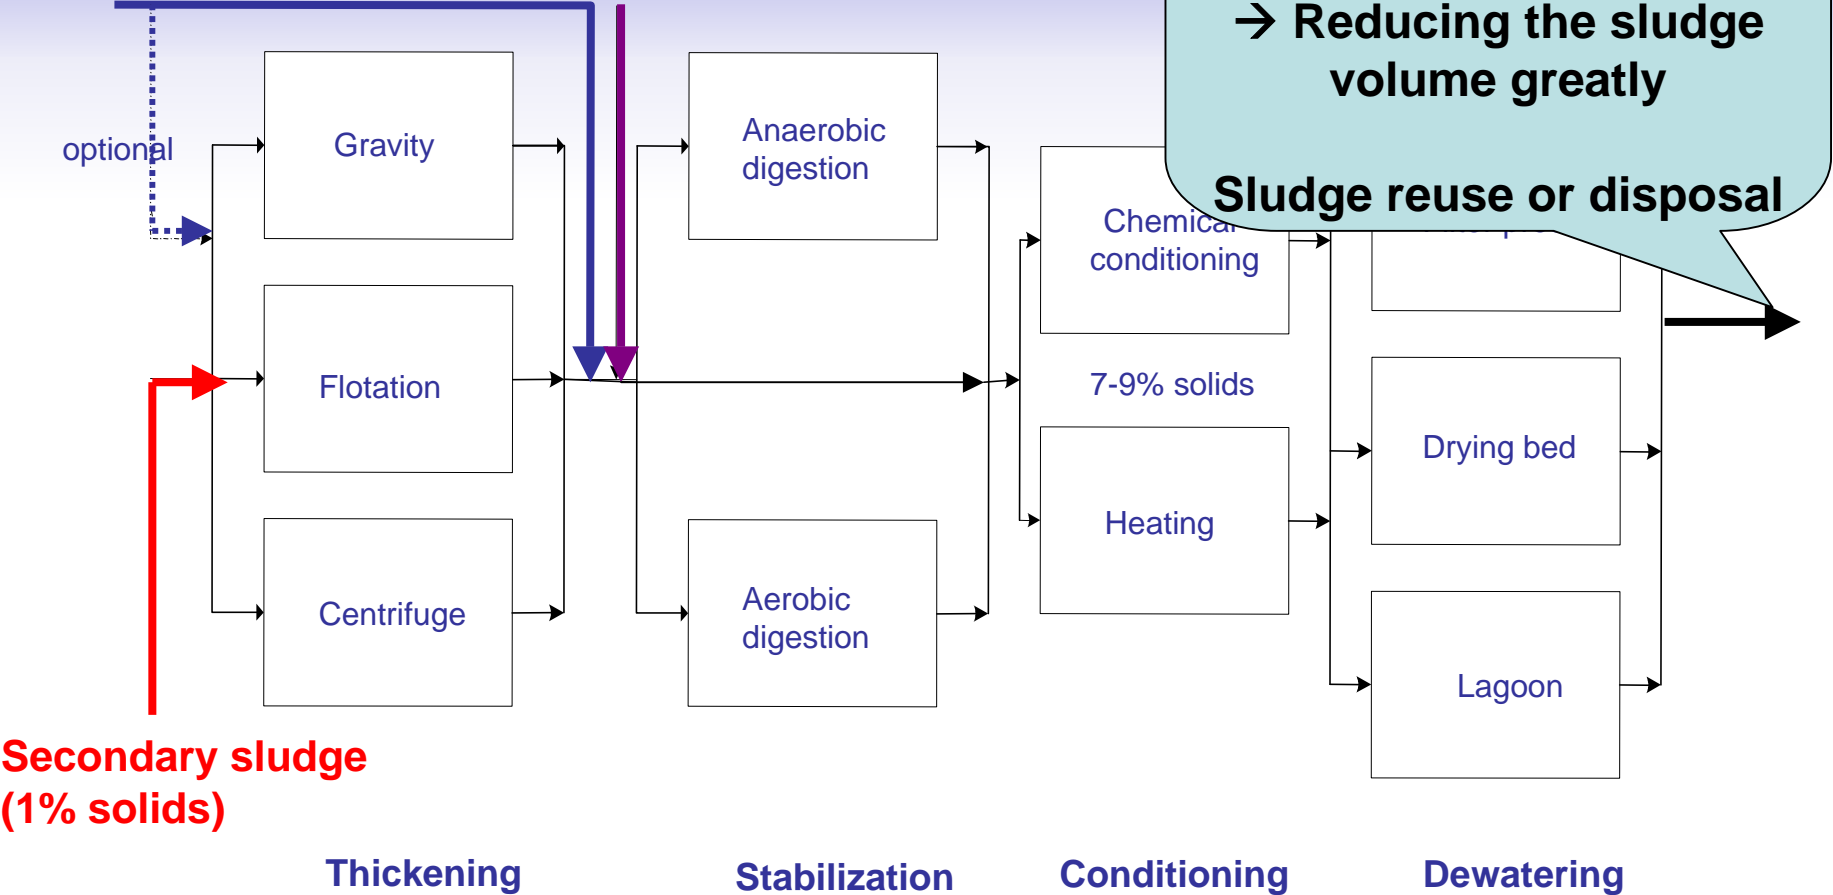 → Reducing the sludge
volume greatly
Sludge reuse or disposal
optional
Gravity
Anaerobic
digestion
Chemical
conditioning
Flotation
7-9% solids
Drying bed
Heating
Centrifuge
Aerobic
digestion
Lagoon
Secondary sludge
(1% solids)
Thickening
Stabilization
Conditioning
Dewatering